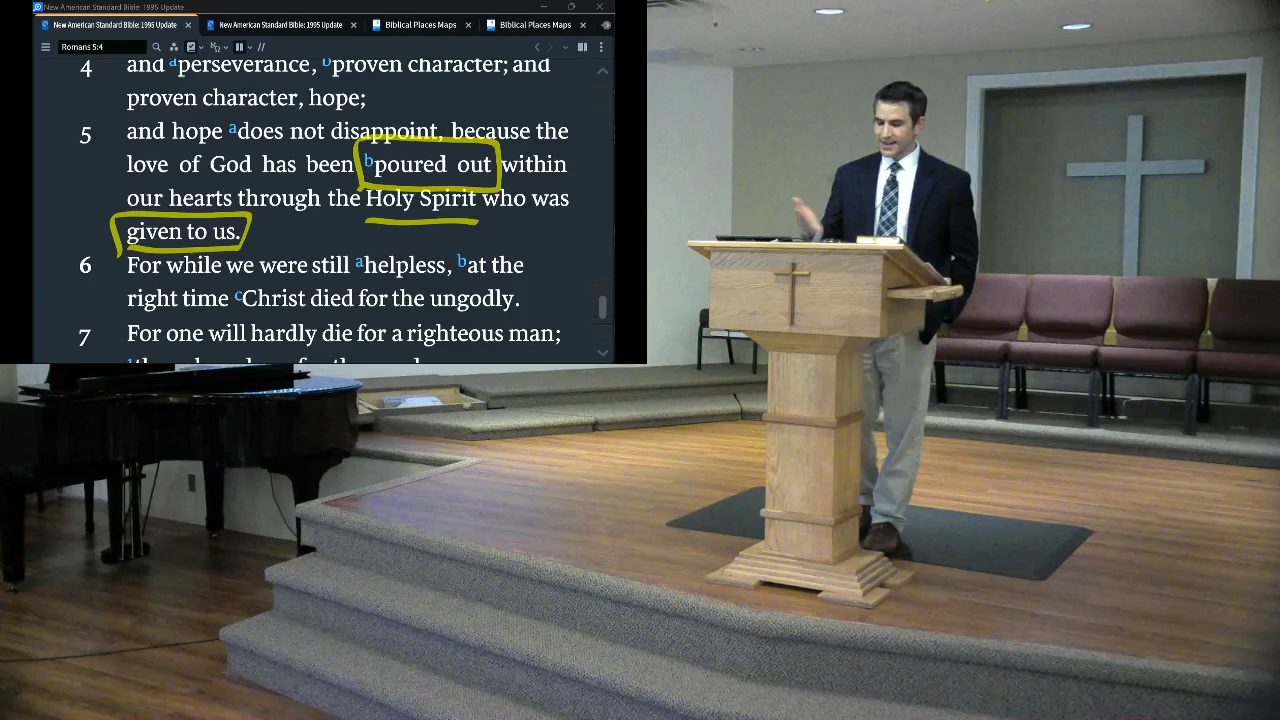 New American Standard Bible: 1995 Update
New American Standard Bible: 1995 Update × New American Standard Bible: 1995 Update × Biblical Places Maps × Biblical Places Maps ×
Romans 5:4
4 and ᵃperseverance, ᵇproven character; and
proven character, hope;
5 and hope ᵃdoes not disappoint, because the
love of God has been ᵇpoured out within
our hearts through the Holy Spirit who was
given to us.
6 For while we were still ᵃhelpless, ᵇat the
right time ᶜChrist died for the ungodly.
7 For one will hardly die for a righteous man;